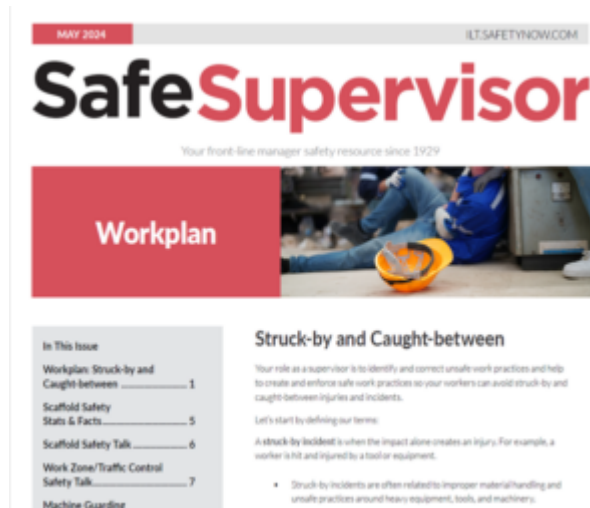 MAY 2024
ILT.SAFETYNOW.COM
SafeSupervisor
Your front-line manager safety resource since 1929
Workplan
In This Issue
Workplan: Struck-by and
Caught-between ........................ 1
Scaffold Safety
Stats & Facts ........................ 5
Scaffold Safety Talk ........................ 6
Work Zone/Traffic Control
Safety Talk ........................ 7
Machine Guarding
Struck-by and Caught-between
Your role as a supervisor is to identify and correct unsafe work practices and help
to create and enforce safe work practices so your workers can avoid struck-by and
caught-between injuries and incidents.
Let's start by defining our terms:
A struck-by incident is when the impact alone creates an injury. For example, a
worker is hit and injured by a tool or equipment.
• Struck-by incidents are often related to improper material handling and
unsafe practices around heavy equipment, tools, and machinery.